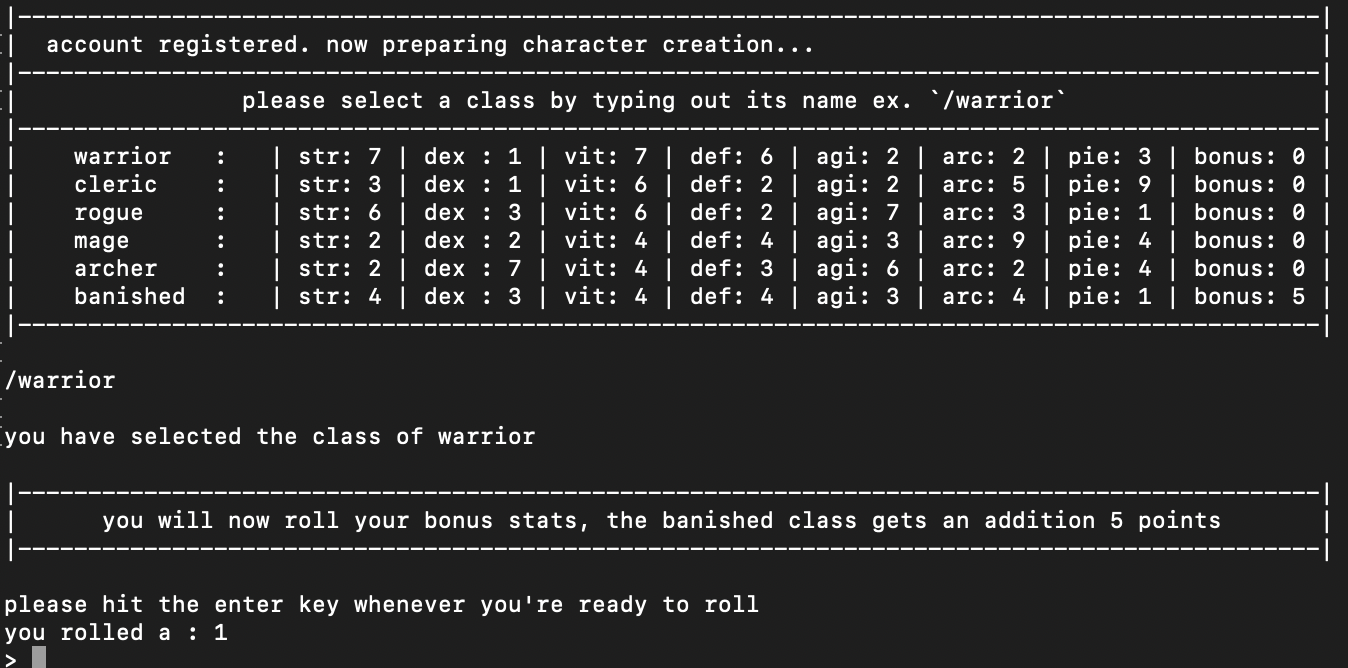 account registered. now preparing character creation...
please select a class by typing out its name ex. `/warrior`
warrior : | str: 7 | dex : 1 | vit: 7 | def: 6 | agi: 2 | arc: 2 | pie: 3 | bonus: 0 |
cleric : | str: 3 | dex : 1 | vit: 6 | def: 2 | agi: 2 | arc: 5 | pie: 9 | bonus: 0 |
rogue : | str: 6 | dex : 3 | vit: 6 | def: 2 | agi: 7 | arc: 3 | pie: 1 | bonus: 0 |
mage : | str: 2 | dex : 2 | vit: 4 | def: 4 | agi: 3 | arc: 9 | pie: 4 | bonus: 0 |
archer : | str: 2 | dex : 7 | vit: 4 | def: 3 | agi: 6 | arc: 2 | pie: 4 | bonus: 0 |
banished : | str: 4 | dex : 3 | vit: 4 | def: 4 | agi: 3 | arc: 4 | pie: 1 | bonus: 5 |
/warrior
you have selected the class of warrior
you will now roll your bonus stats, the banished class gets an addition 5 points
please hit the enter key whenever you're ready to roll
you rolled a : 1
>